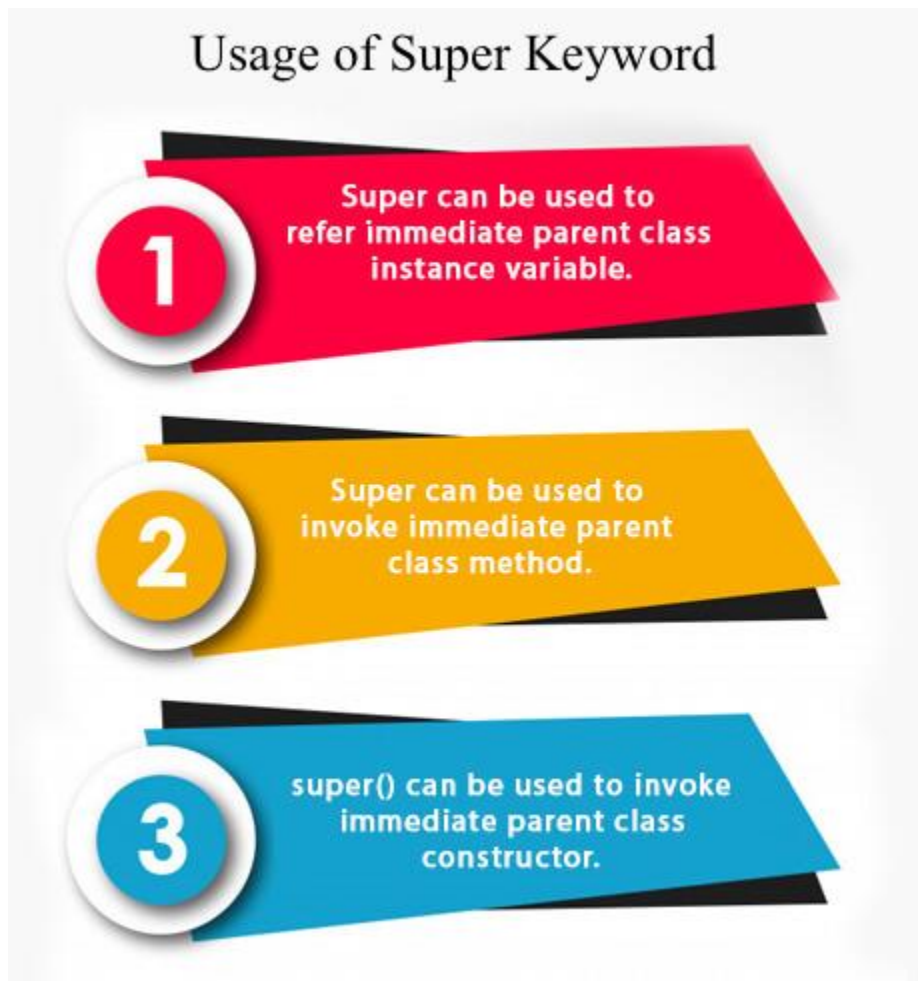 Usage of Super Keyword
1
Super can be used to
refer immediate parent class
instance variable.
2
Super can be used to
invoke immediate parent
class method.
3
super() can be used to invoke
immediate parent class
constructor.